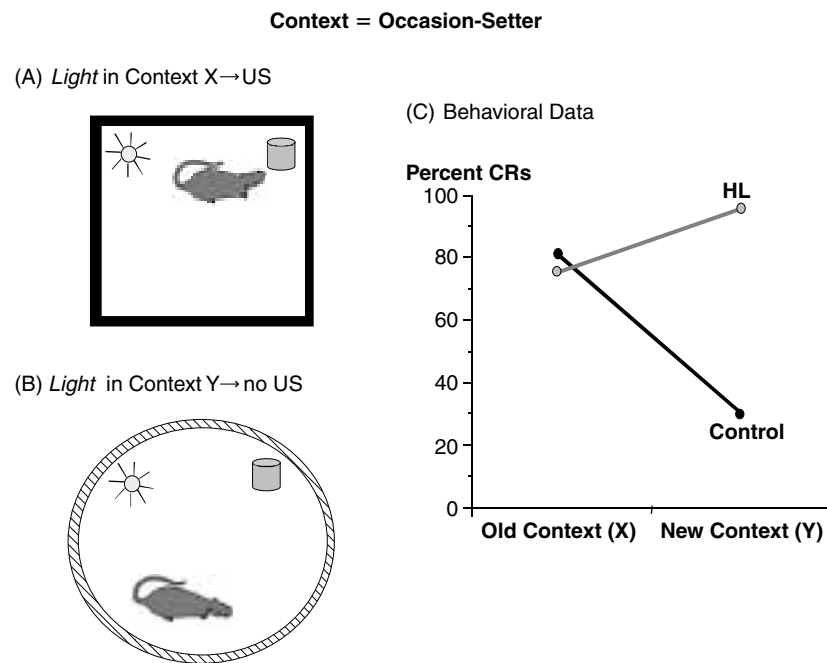 Context = Occasion-Setter
(A) Light in Context X→US
(B) Light in Context Y→no US
(C) Behavioral Data
Percent CRs
100
80
60
40
20
0
HL
Control
Old Context (X) New Context (Y)